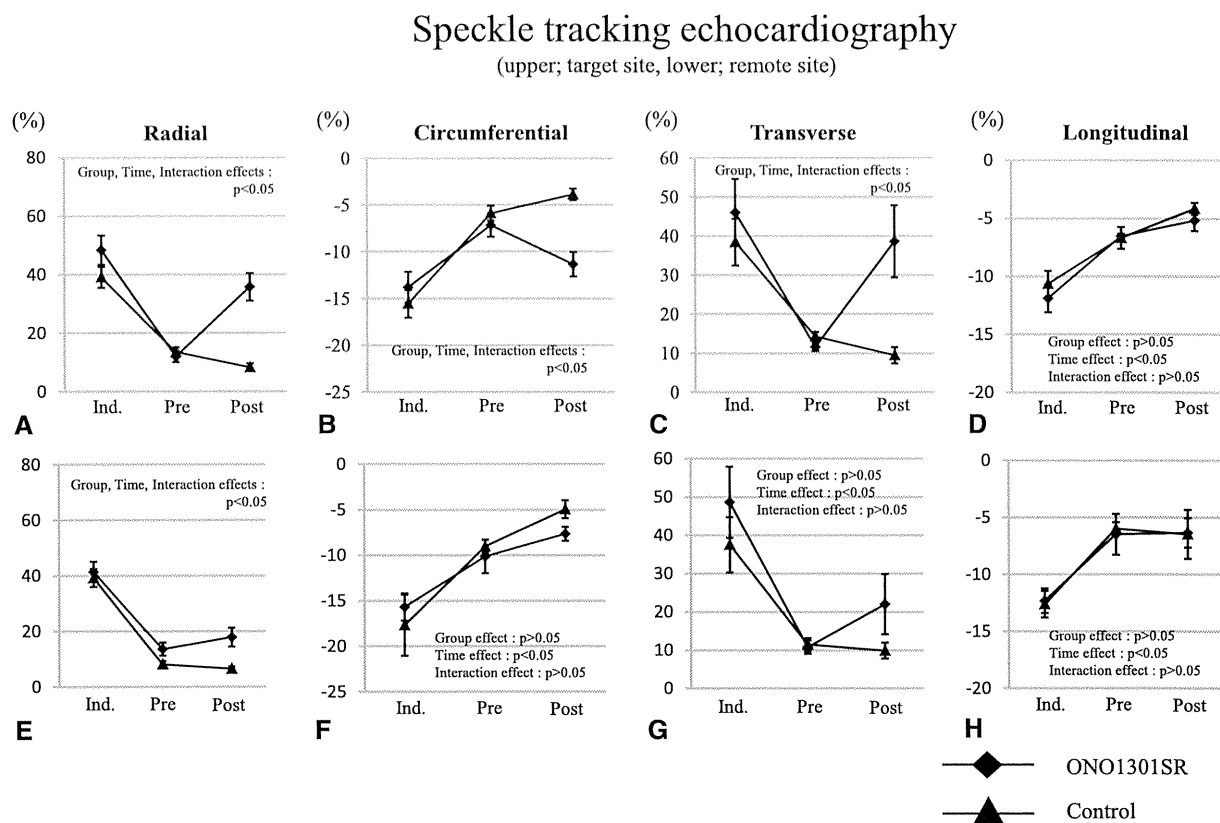 Speckle tracking echocardiography
(upper; target site, lower; remote site)
(%)
Radial
80
60
40
20
0
Group, Time, Interaction effects :
p<0.05
Ind. Pre Post
A
(%)
Circumferential
0
-5
-10
-15
-20
-25
Group, Time, Interaction effects :
p<0.05
Ind. Pre Post
B
(%)
Transverse
60
50
40
30
20
10
0
Group, Time, Interaction effects :
p<0.05
Ind. Pre Post
C
(%)
Longitudinal
0
-5
-10
-15
-20
Group effect : p>0.05
Time effect : p<0.05
Interaction effect : p>0.05
Ind. Pre Post
D
80
60
40
20
0
Group, Time, Interaction effects :
p<0.05
Ind. Pre Post
E
0
-5
-10
-15
-20
-25
Group effect : p>0.05
Time effect : p<0.05
Interaction effect : p>0.05
Ind. Pre Post
F
60
50
40
30
20
10
0
Group effect : p>0.05
Time effect : p<0.05
Interaction effect : p>0.05
Ind. Pre Post
G
0
-5
-10
-15
-20
Group effect : p>0.05
Time effect : p<0.05
Interaction effect : p>0.05
Ind. Pre Post
H
ONO1301SR
Control